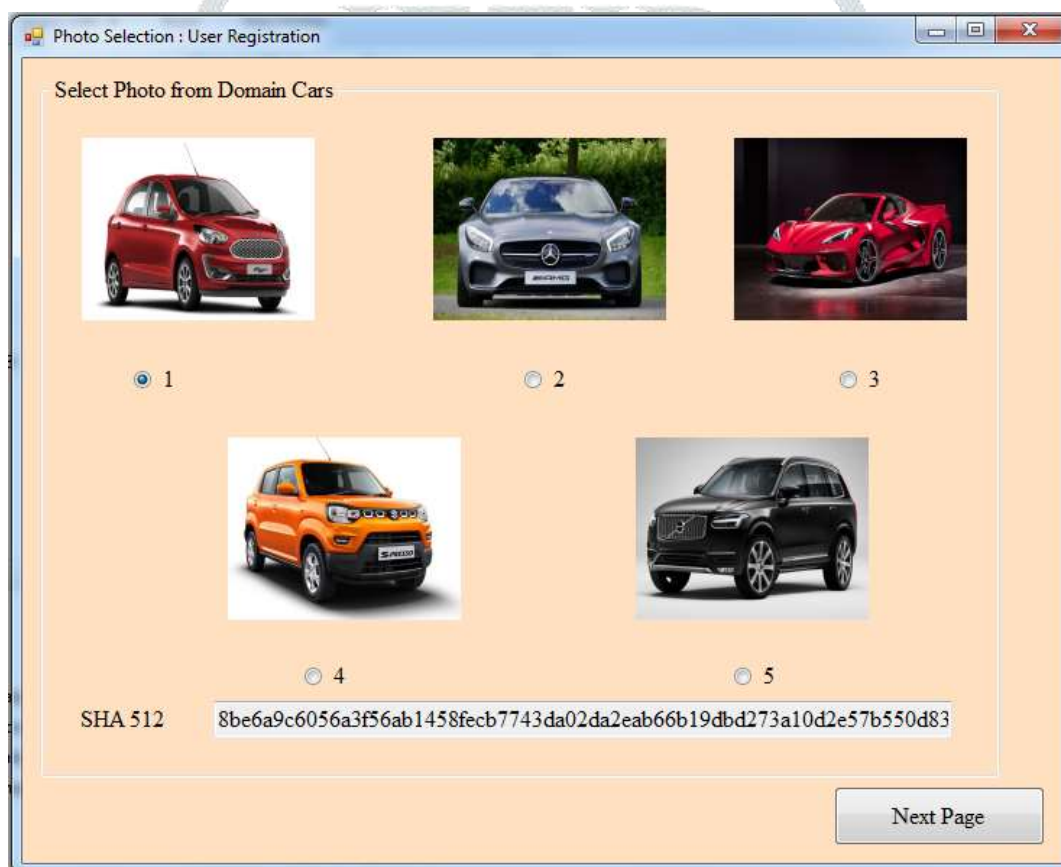 Photo Selection : User Registration
Select Photo from Domain Cars
1
2
3
S-PRESSO
4
5
SHA 512
8be6a9c6056a3f56ab1458fecb7743da02da2eab66b19dbd273a10d2e57b550d83
Next Page